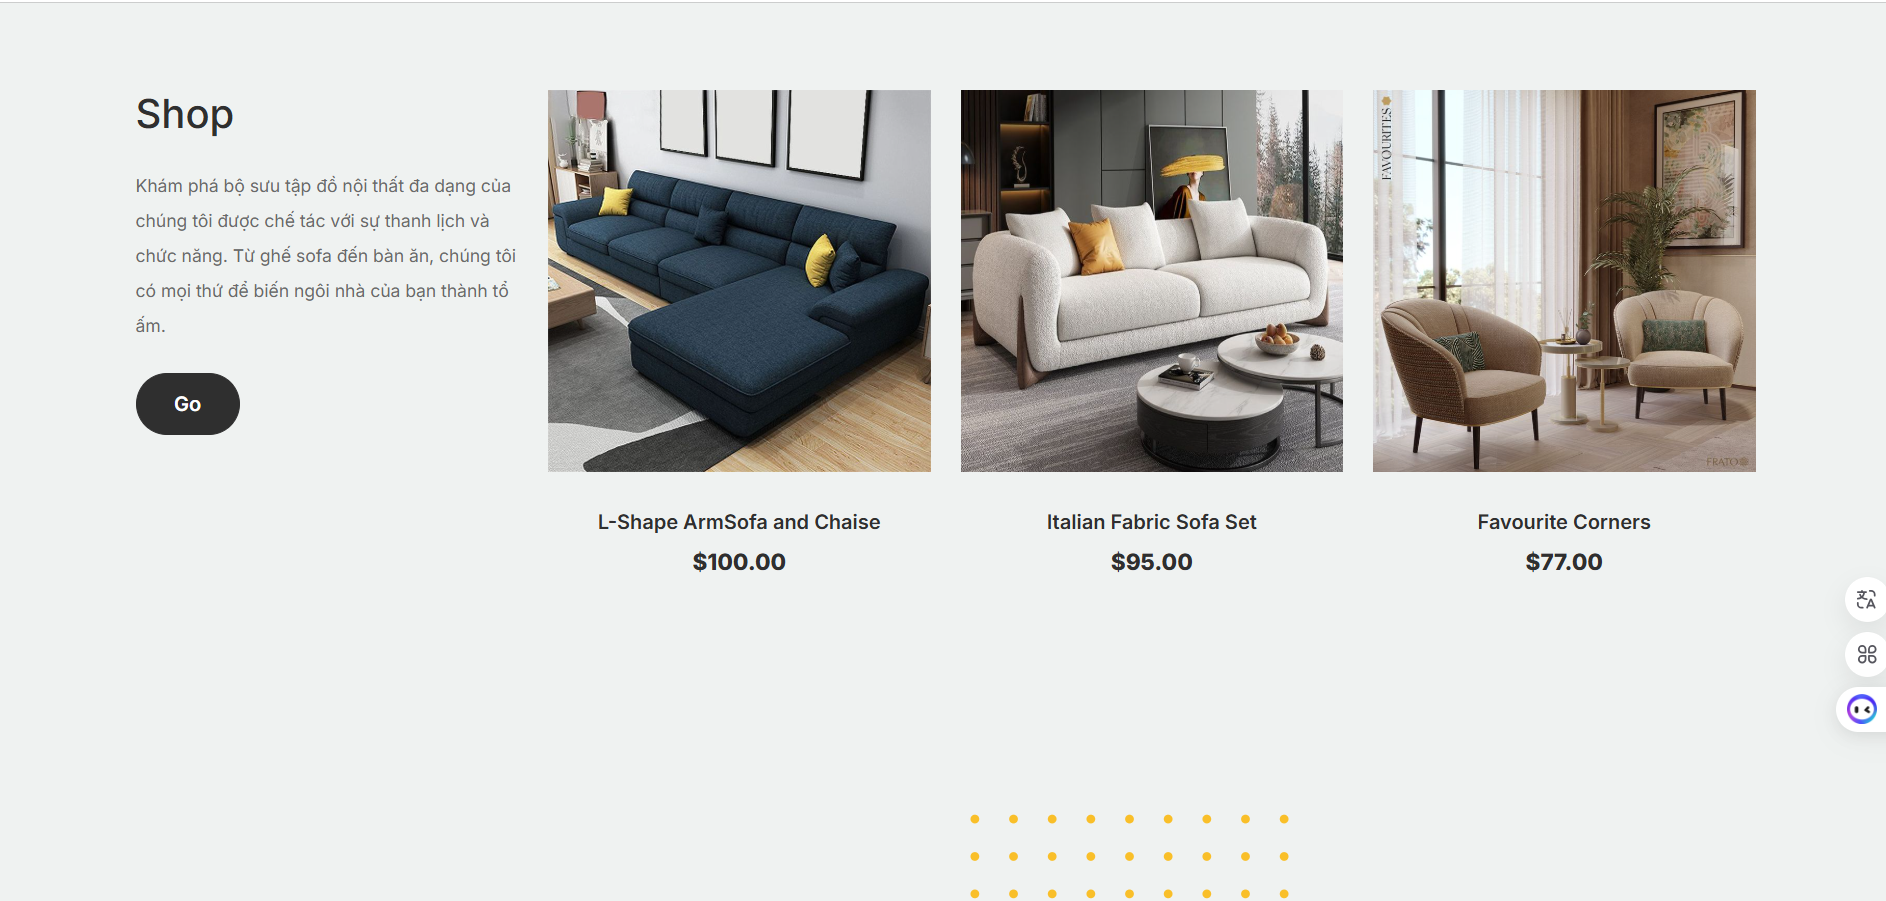 Shop
Khám phá bộ sưu tập đồ nội thất đa dạng của
chúng tôi được chế tác với sự thanh lịch và
chức năng. Từ ghế sofa đến bàn ăn, chúng tôi
có mọi thứ để biến ngôi nhà của bạn thành tổ
ấm.
Go
FAVOURITES
FRATO
L-Shape ArmSofa and Chaise
$100.00
Italian Fabric Sofa Set
$95.00
Favourite Corners
$77.00